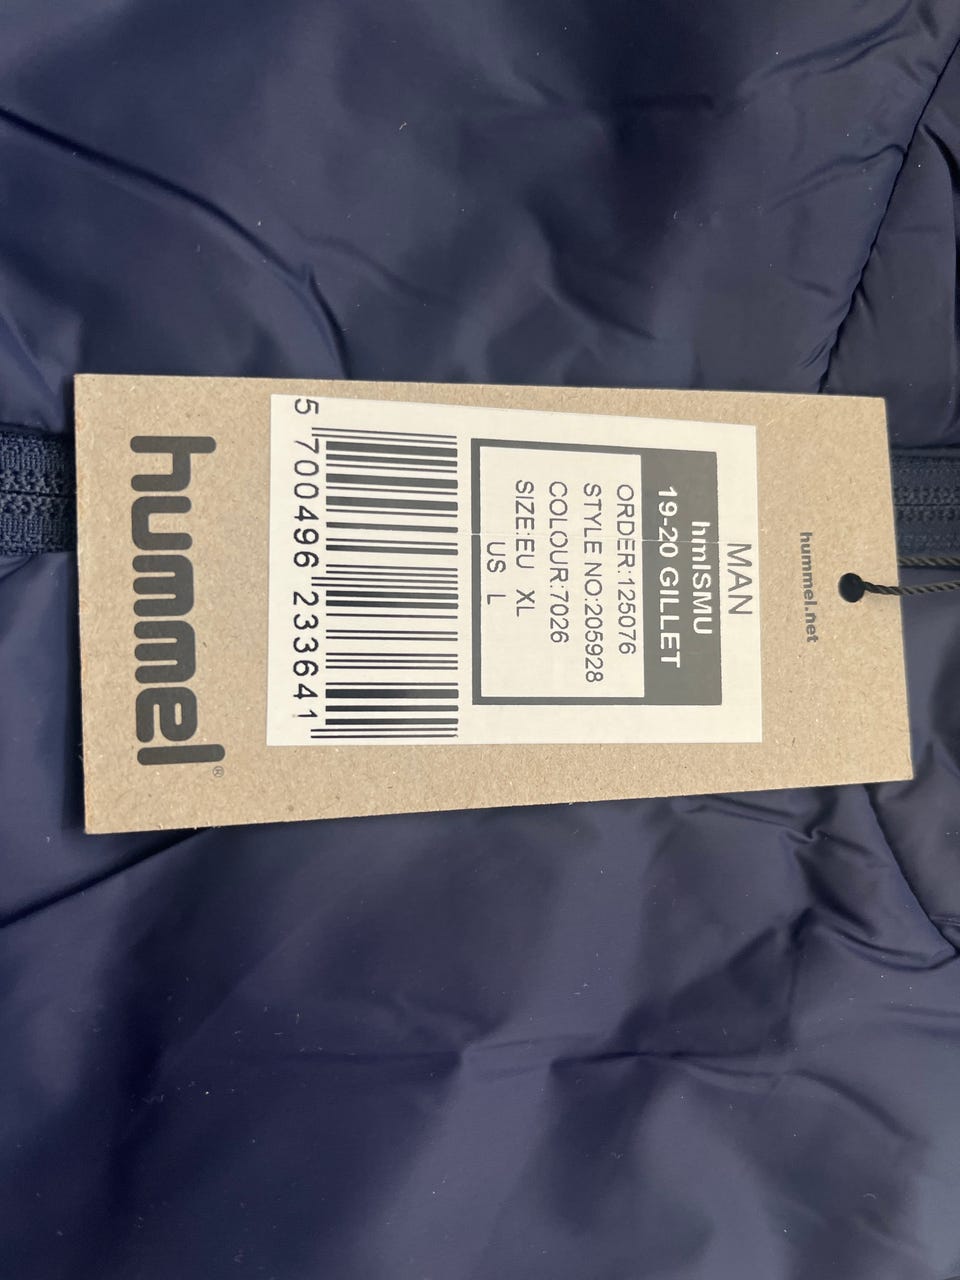 hummel.net
MAN
hmlSMU
19-20 GILLET
ORDER:125076
STYLE NO:205928
COLOUR:7026
SIZE:EU XL
US L
5 700496 233641
hummel®